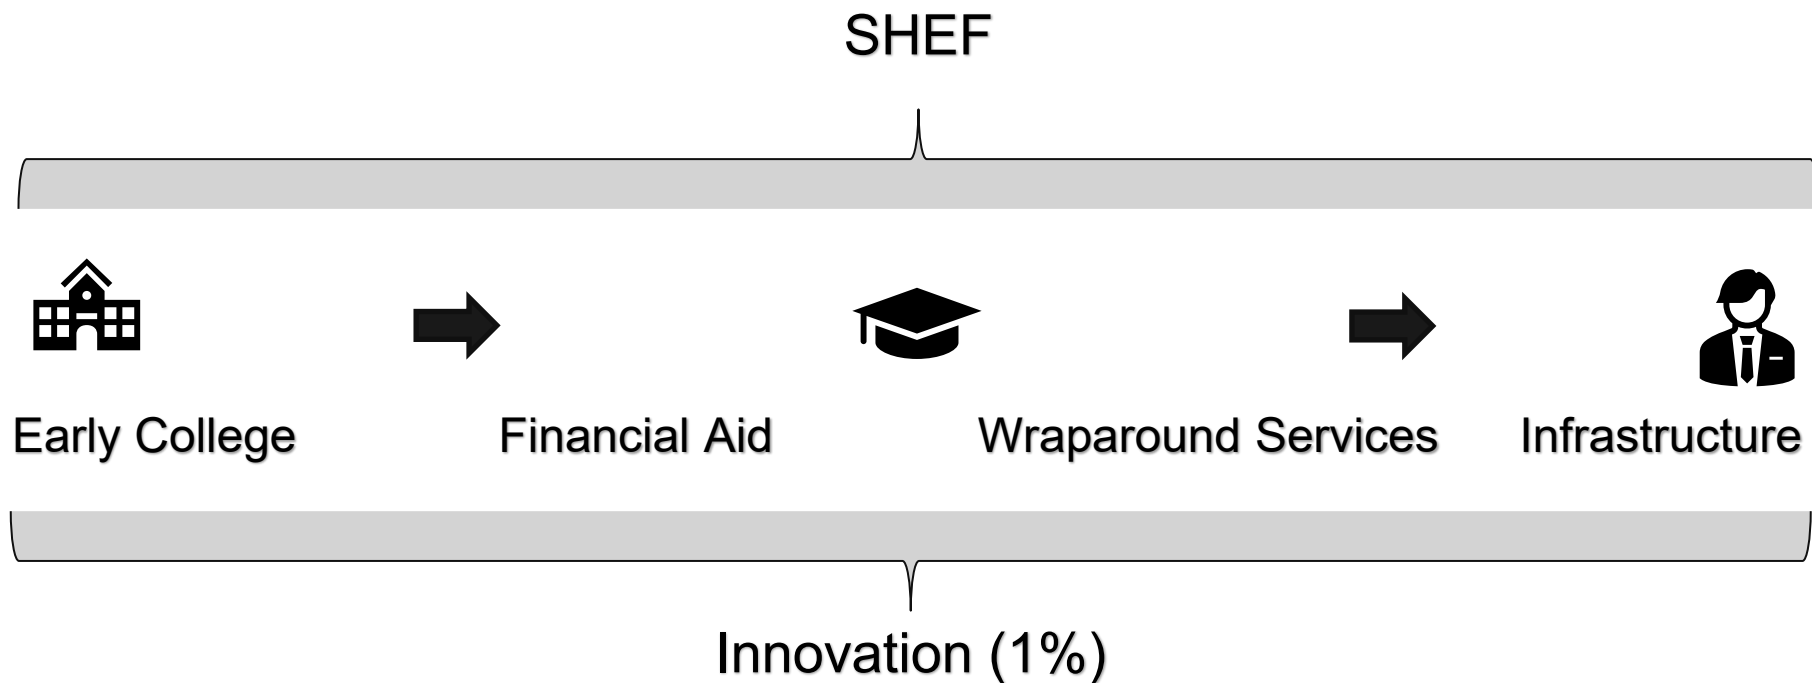 SHEF
Early College Financial Aid Wraparound Services Infrastructure
Innovation (1%)